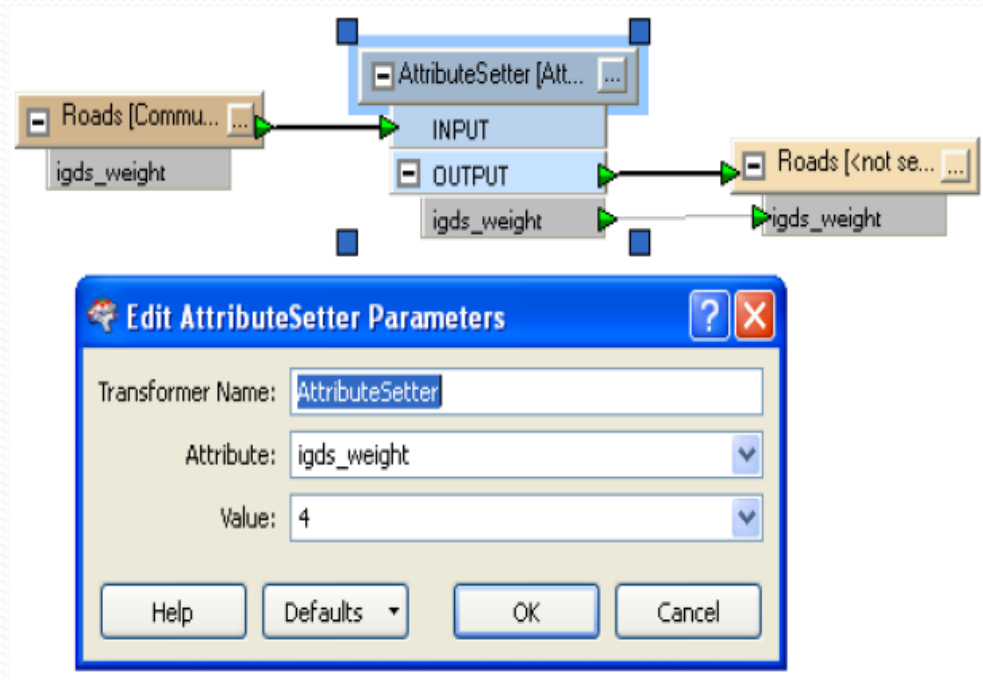 AttributeSetter [Att... ...
Roads [Commu... ...
INPUT
igds_weight
OUTPUT
Roads [<not se... ...
igds_weight
igds_weight
Edit AttributeSetter Parameters
Transformer Name: AttributeSetter
Attribute: igds_weight
Value: 4
Help Defaults OK Cancel